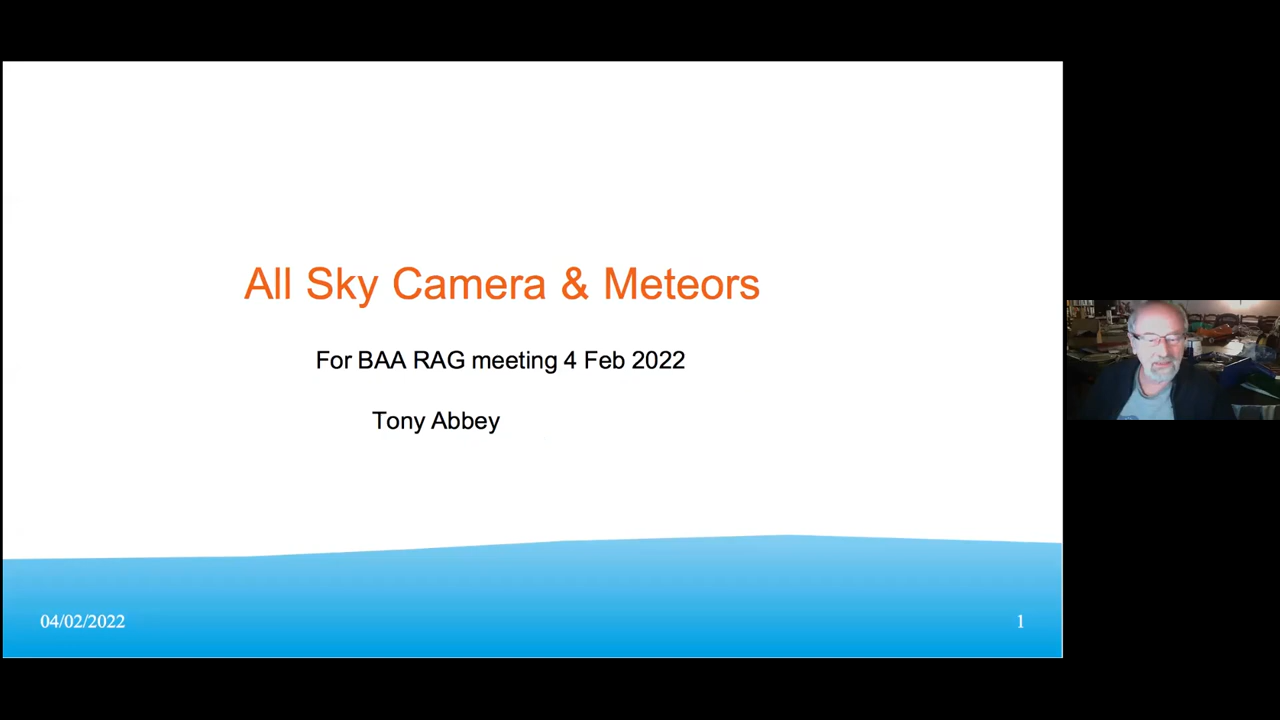 All Sky Camera & Meteors
For BAA RAG meeting 4 Feb 2022
Tony Abbey
04/02/2022
1